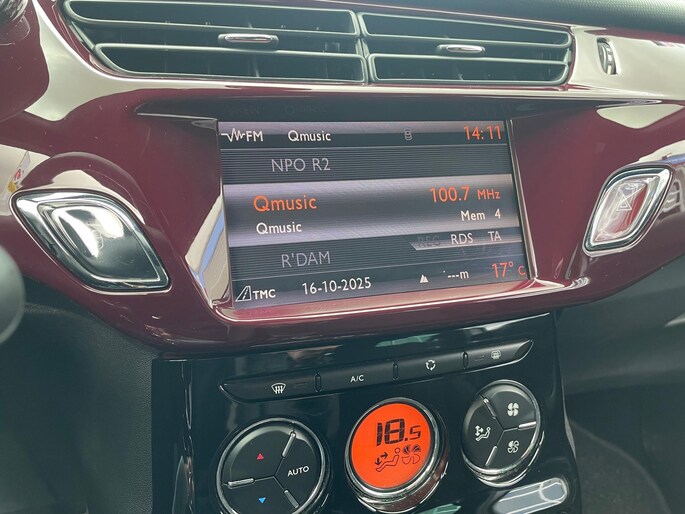 FM Qmusic 14:11
NPO R2
Qmusic 100.7 MHz
Qmusic Mem 4
REG RDS TA
R'DAM
TMC 16-10-2025 ---m 17°C
A/C
18.5
AUTO